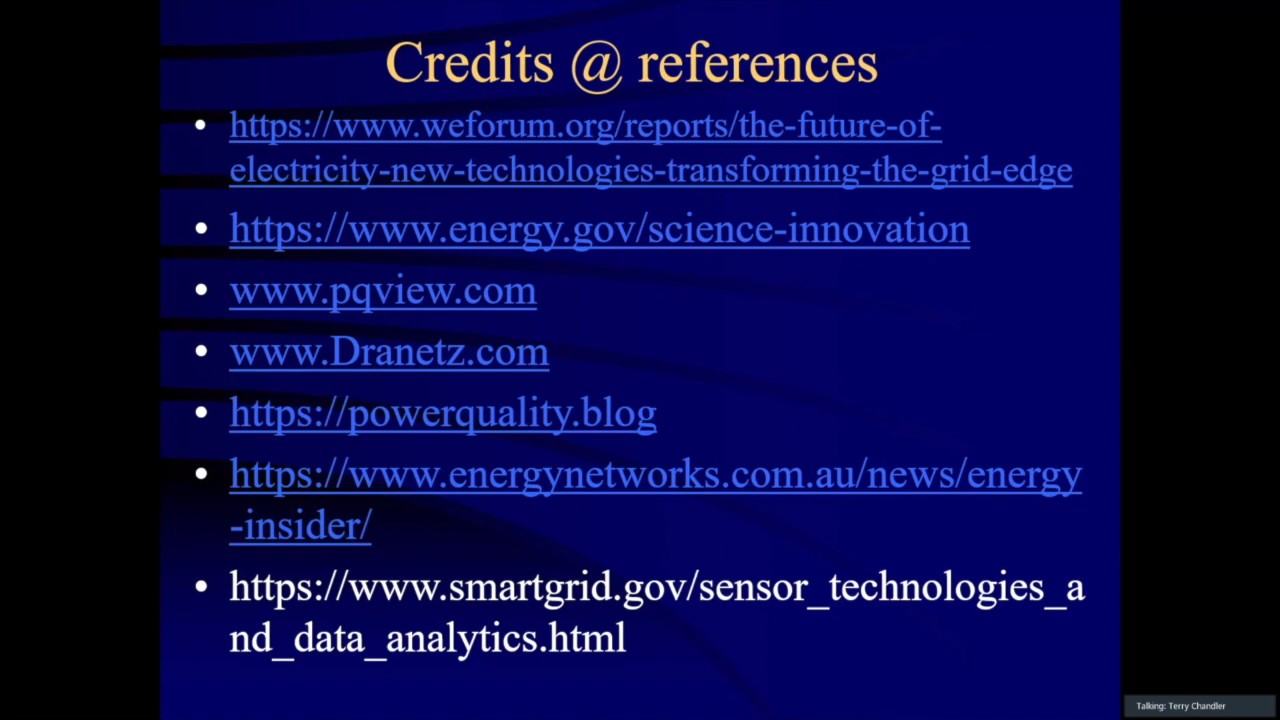 Credits @ references
• https://www.weforum.org/reports/the-future-of-
electricity-new-technologies-transforming-the-grid-edge
• https://www.energy.gov/science-innovation
• www.pqview.com
• www.Dranetz.com
• https://powerquality.blog
• https://www.energynetworks.com.au/news/energy
-insider/
• https://www.smartgrid.gov/sensor_technologies_a
nd_data_analytics.html
Talking: Terry Chandler